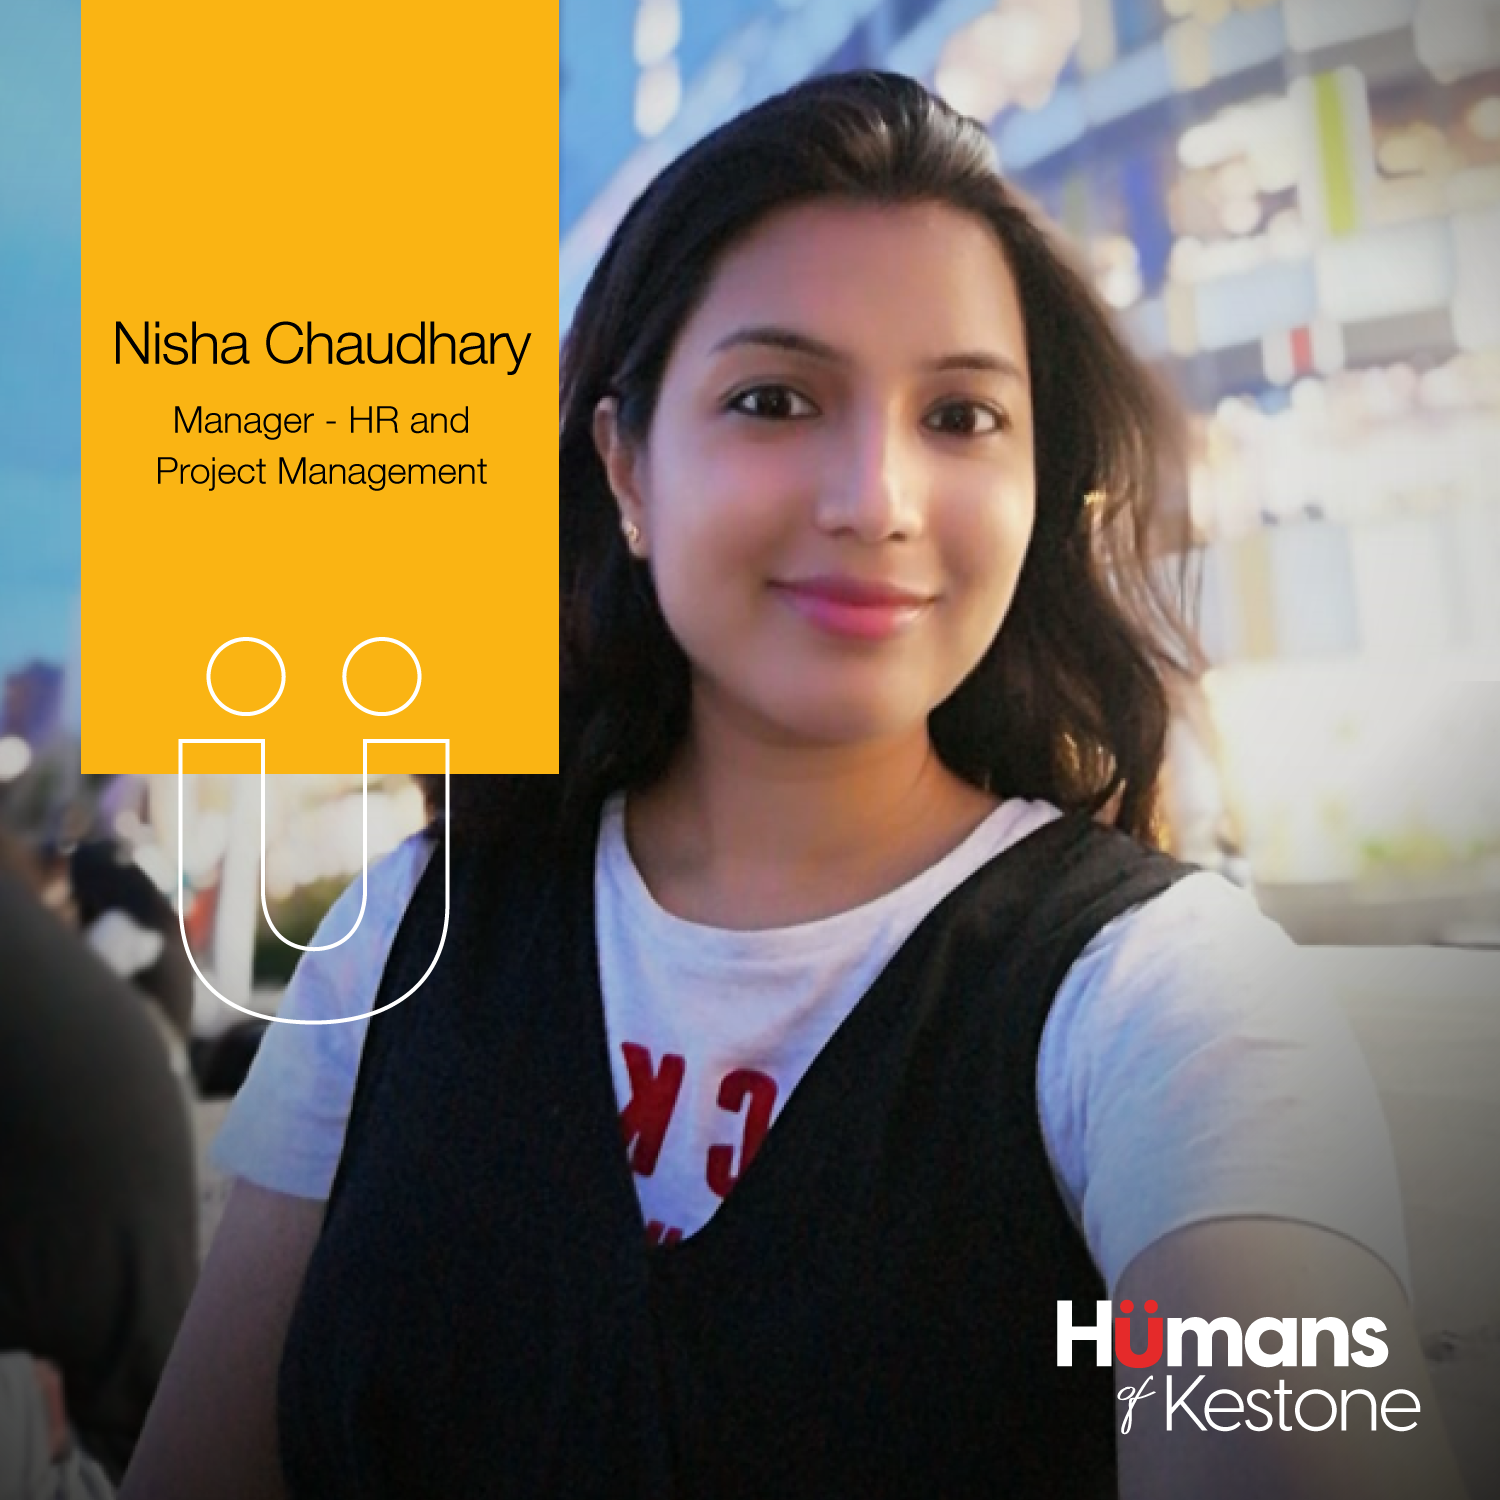 Nisha Chaudhary
Manager - HR and
Project Management
ü
Hümans
of Kestone